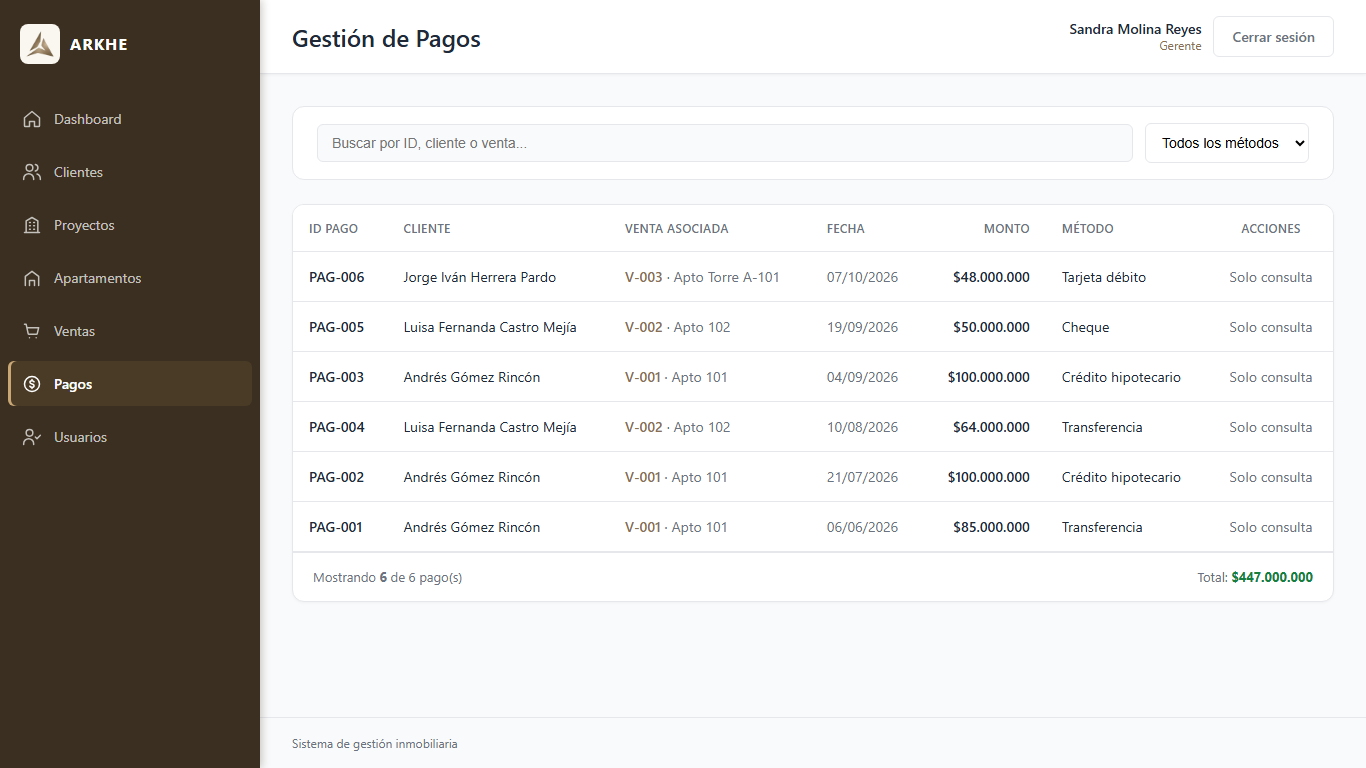 ARKHE
Dashboard
Clientes
Proyectos
Apartamentos
Ventas
Pagos
Usuarios
Gestión de Pagos
Sandra Molina Reyes
Gerente
Cerrar sesión
Buscar por ID, cliente o venta...
Todos los métodos
ID PAGO CLIENTE VENTA ASOCIADA FECHA MONTO MÉTODO ACCIONES
PAG-006 Jorge Iván Herrera Pardo V-003 · Apto Torre A-101 07/10/2026 $48.000.000 Tarjeta débito Solo consulta
PAG-005 Luisa Fernanda Castro Mejía V-002 · Apto 102 19/09/2026 $50.000.000 Cheque Solo consulta
PAG-003 Andrés Gómez Rincón V-001 · Apto 101 04/09/2026 $100.000.000 Crédito hipotecario Solo consulta
PAG-004 Luisa Fernanda Castro Mejía V-002 · Apto 102 10/08/2026 $64.000.000 Transferencia Solo consulta
PAG-002 Andrés Gómez Rincón V-001 · Apto 101 21/07/2026 $100.000.000 Crédito hipotecario Solo consulta
PAG-001 Andrés Gómez Rincón V-001 · Apto 101 06/06/2026 $85.000.000 Transferencia Solo consulta
Mostrando 6 de 6 pago(s) Total: $447.000.000
Sistema de gestión inmobiliaria